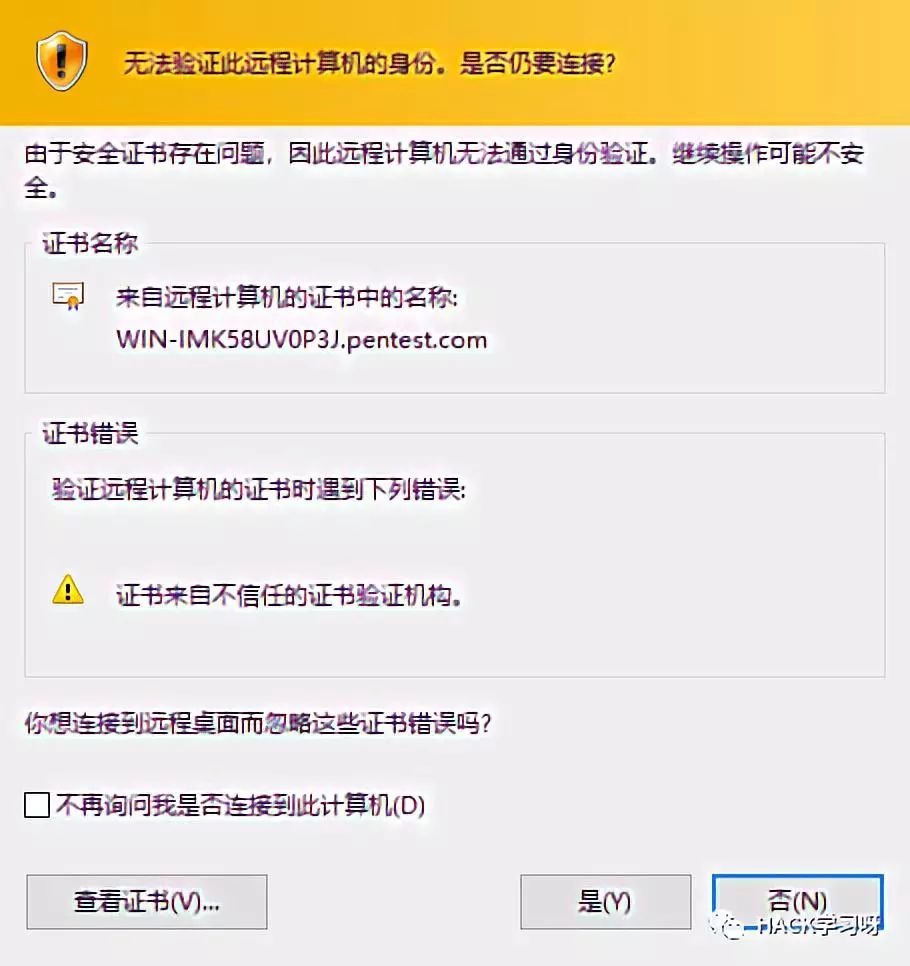 无法验证此远程计算机的身份。是否仍要连接?
由于安全证书存在问题，因此远程计算机无法通过身份验证。继续操作可能不安
全。
证书名称
来自远程计算机的证书中的名称:
WIN-IMK58UV0P3J.pentest.com
证书错误
验证远程计算机的证书时遇到下列错误:
证书来自不信任的证书验证机构。
你想连接到远程桌面而忽略这些证书错误吗?
不再询问我是否连接到此计算机(D)
查看证书(V)...
是(Y)
否(N)
HACK学习呀